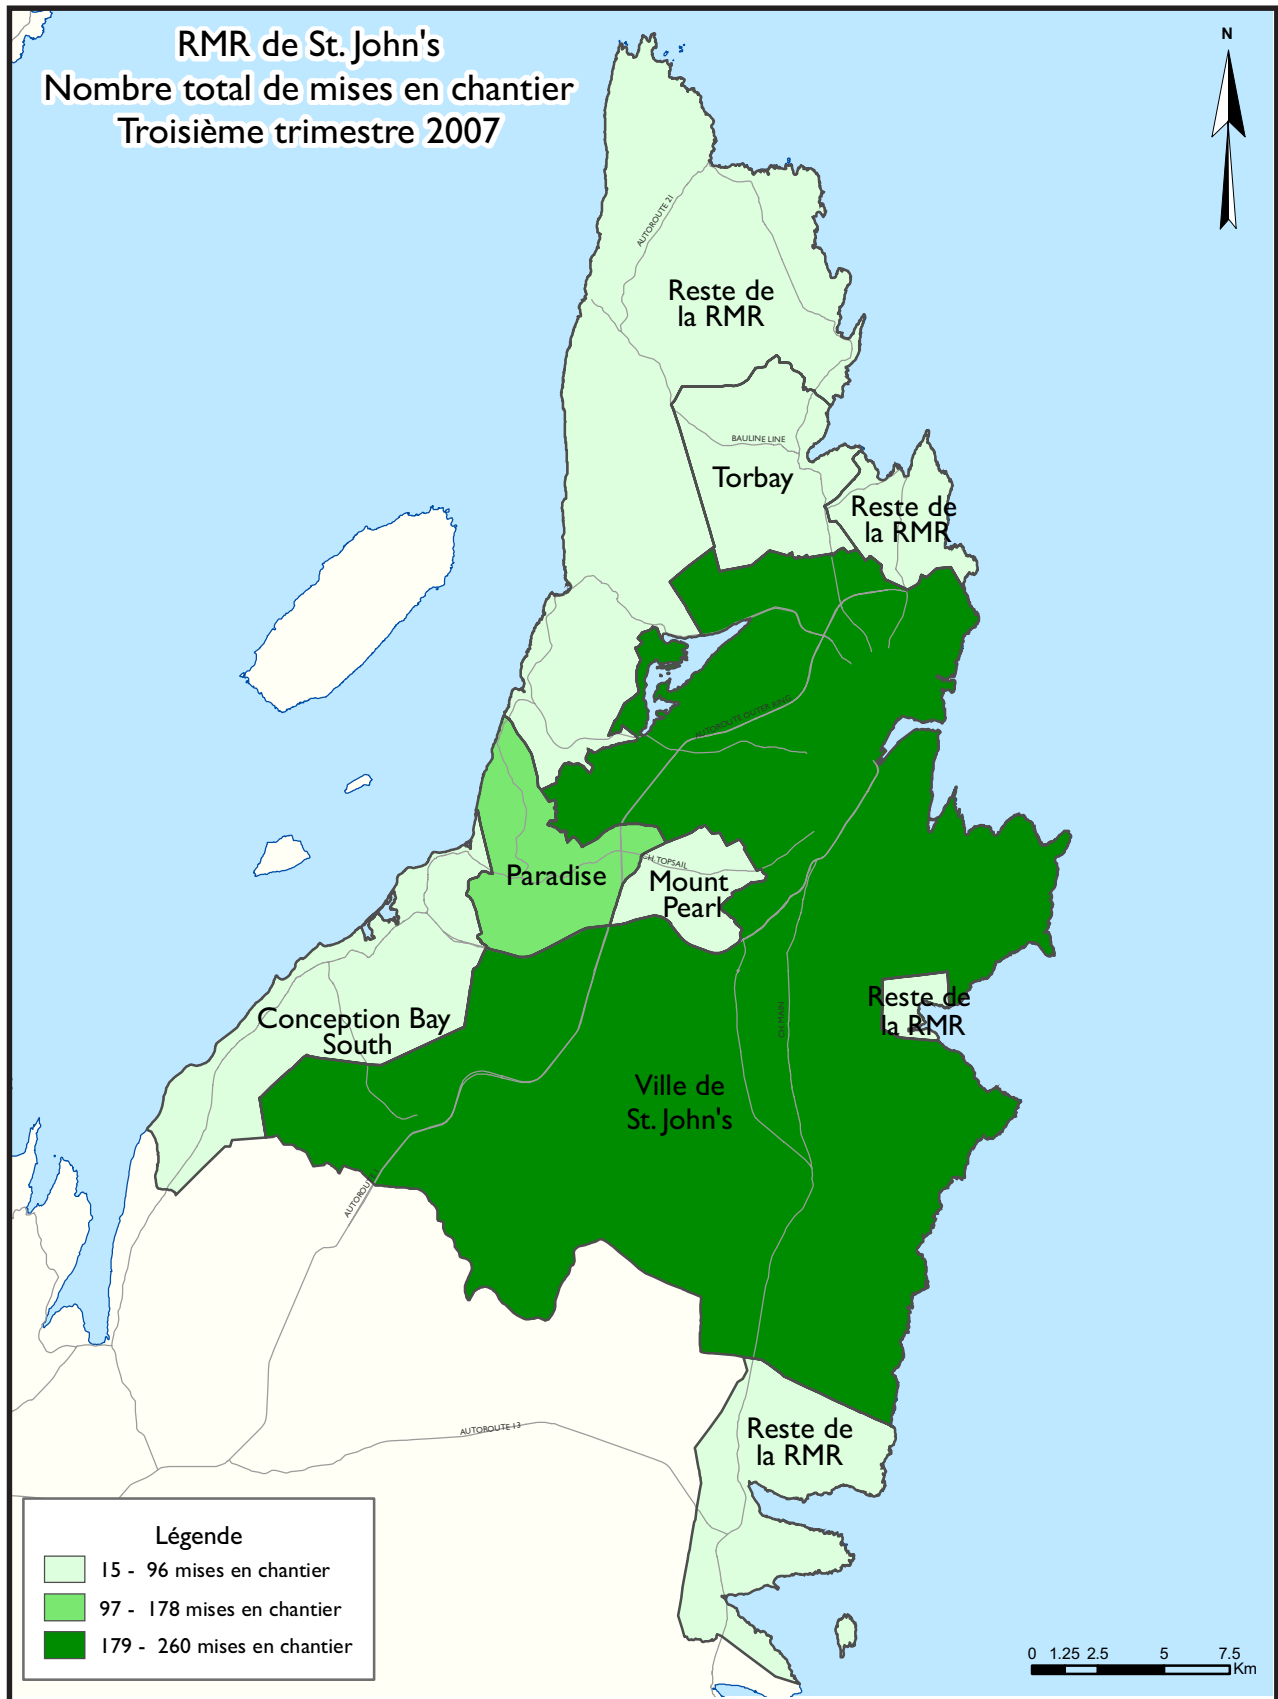 RMR de St. John's
Nombre total de mises en chantier
Troisième trimestre 2007
N
AUTOROUTE 21
Reste de
la RMR
BAULINE LINE
Torbay
Reste de
la RMR
AUTOROUTE OUTER RING
CH. TOPSAIL
Paradise
Mount
Pearl
Reste de
la RMR
CH. MAIN
Conception Bay
South
Ville de
St. John's
AUTOROUTE 1
AUTOROUTE 13
Reste de
la RMR
Légende
15 - 96 mises en chantier
97 - 178 mises en chantier
179 - 260 mises en chantier
0 1.25 2.5 5 7.5
Km